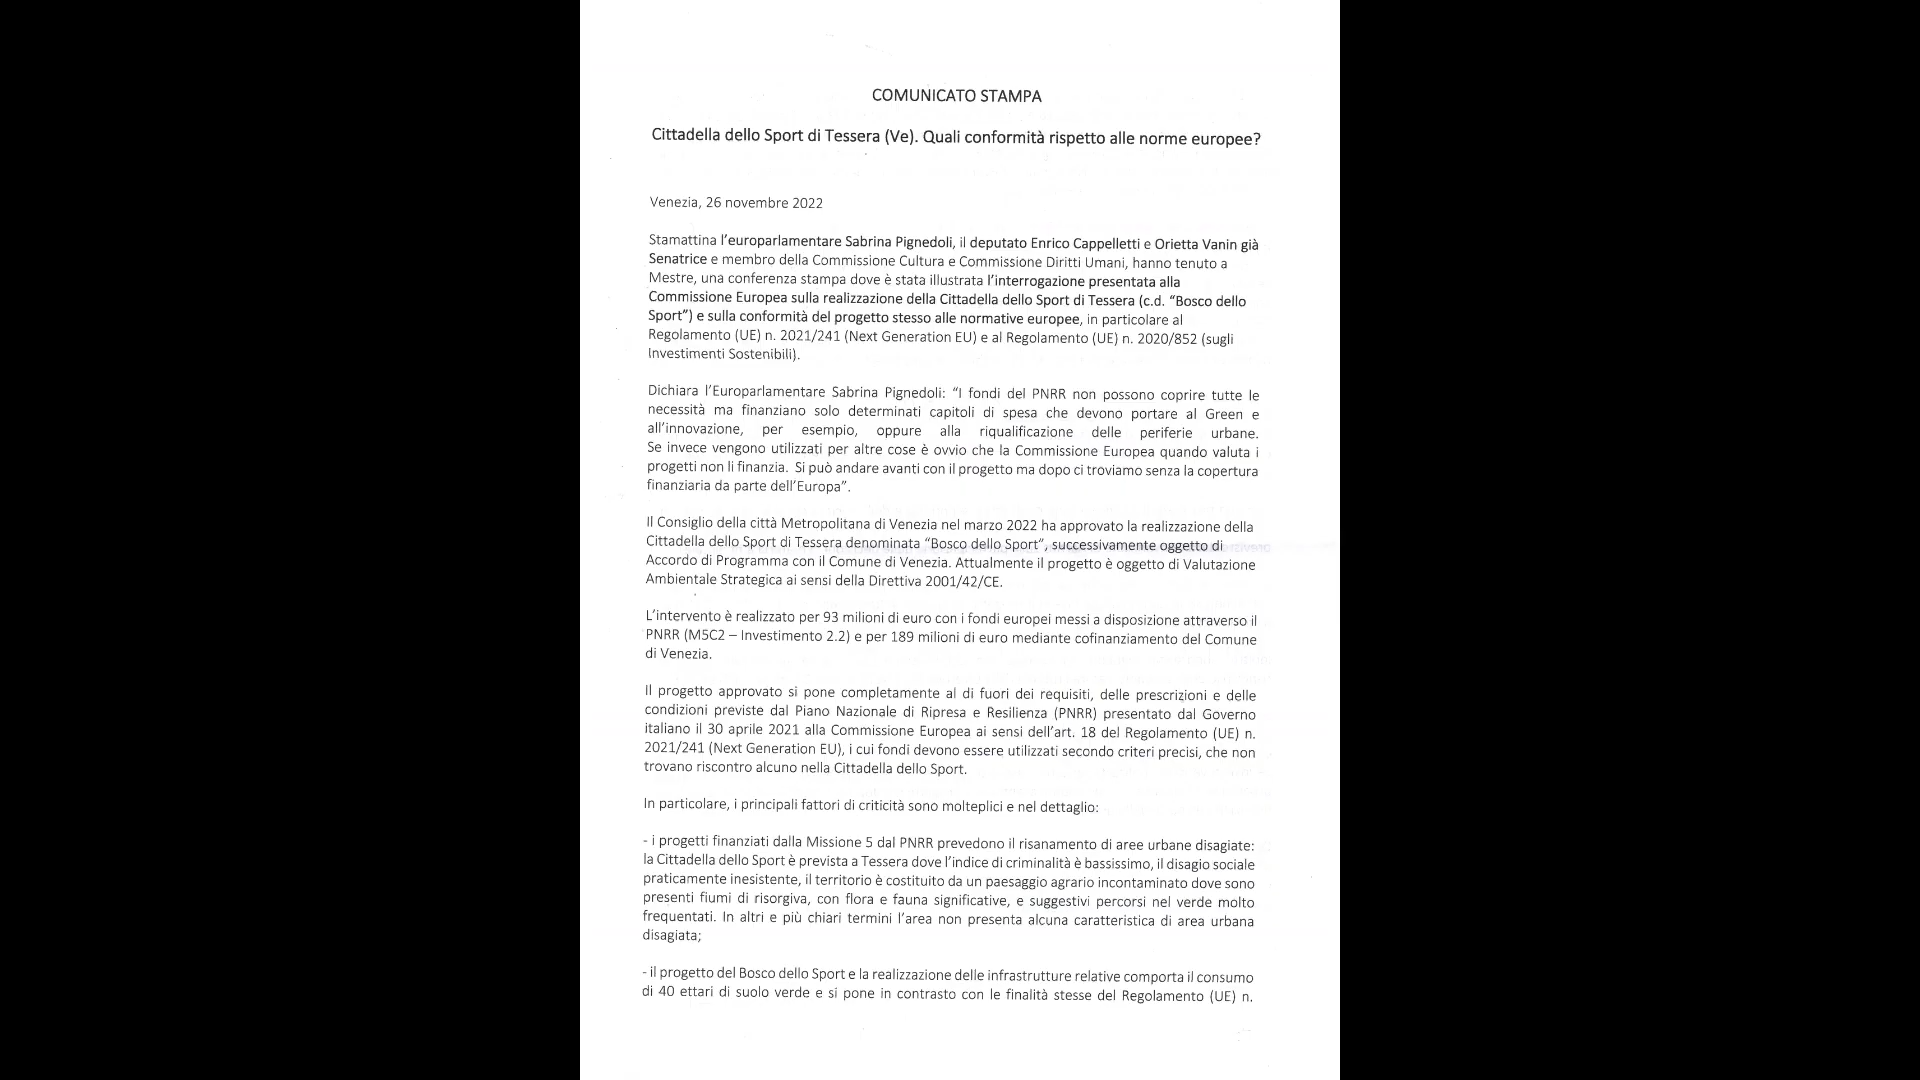 COMUNICATO STAMPA
Cittadella dello Sport di Tessera (Ve). Quali conformità rispetto alle norme europee?
Venezia, 26 novembre 2022
Stamattina l'europarlamentare Sabrina Pignedoli, il deputato Enrico Cappelletti e Orietta Vanin già
Senatrice e membro della Commissione Cultura e Commissione Diritti Umani, hanno tenuto a
Mestre, una conferenza stampa dove è stata illustrata l'interrogazione presentata alla
Commissione Europea sulla realizzazione della Cittadella dello Sport di Tessera (c.d. "Bosco dello
Sport") e sulla conformità del progetto stesso alle normative europee, in particolare al
Regolamento (UE) n. 2021/241 (Next Generation EU) e al Regolamento (UE) n. 2020/852 (sugli
Investimenti Sostenibili).
Dichiara l'Europarlamentare Sabrina Pignedoli: "I fondi del PNRR non possono coprire tutte le
necessità ma finanziano solo determinati capitoli di spesa che devono portare al Green e
all'innovazione, per esempio, oppure alla riqualificazione delle periferie urbane.
Se invece vengono utilizzati per altre cose è ovvio che la Commissione Europea quando valuta i
progetti non li finanzia. Si può andare avanti con il progetto ma dopo ci troviamo senza la copertura
finanziaria da parte dell'Europa".
Il Consiglio della città Metropolitana di Venezia nel marzo 2022 ha approvato la realizzazione della
Cittadella dello Sport di Tessera denominata "Bosco dello Sport", successivamente oggetto di
Accordo di Programma con il Comune di Venezia. Attualmente il progetto è oggetto di Valutazione
Ambientale Strategica ai sensi della Direttiva 2001/42/CE.
L'intervento è realizzato per 93 milioni di euro con i fondi europei messi a disposizione attraverso il
PNRR (M5C2 – Investimento 2.2) e per 189 milioni di euro mediante cofinanziamento del Comune
di Venezia.
Il progetto approvato si pone completamente al di fuori dei requisiti, delle prescrizioni e delle
condizioni previste dal Piano Nazionale di Ripresa e Resilienza (PNRR) presentato dal Governo
italiano il 30 aprile 2021 alla Commissione Europea ai sensi dell'art. 18 del Regolamento (UE) n.
2021/241 (Next Generation EU), i cui fondi devono essere utilizzati secondo criteri precisi, che non
trovano riscontro alcuno nella Cittadella dello Sport.
In particolare, i principali fattori di criticità sono molteplici e nel dettaglio:
- i progetti finanziati dalla Missione 5 dal PNRR prevedono il risanamento di aree urbane disagiate:
la Cittadella dello Sport è prevista a Tessera dove l'indice di criminalità è bassissimo, il disagio sociale
praticamente inesistente, il territorio è costituito da un paesaggio agrario incontaminato dove sono
presenti fiumi di risorgiva, con flora e fauna significative, e suggestivi percorsi nel verde molto
frequentati. In altri e più chiari termini l'area non presenta alcuna caratteristica di area urbana
disagiata;
- il progetto del Bosco dello Sport e la realizzazione delle infrastrutture relative comporta il consumo
di 40 ettari di suolo verde e si pone in contrasto con le finalità stesse del Regolamento (UE) n.